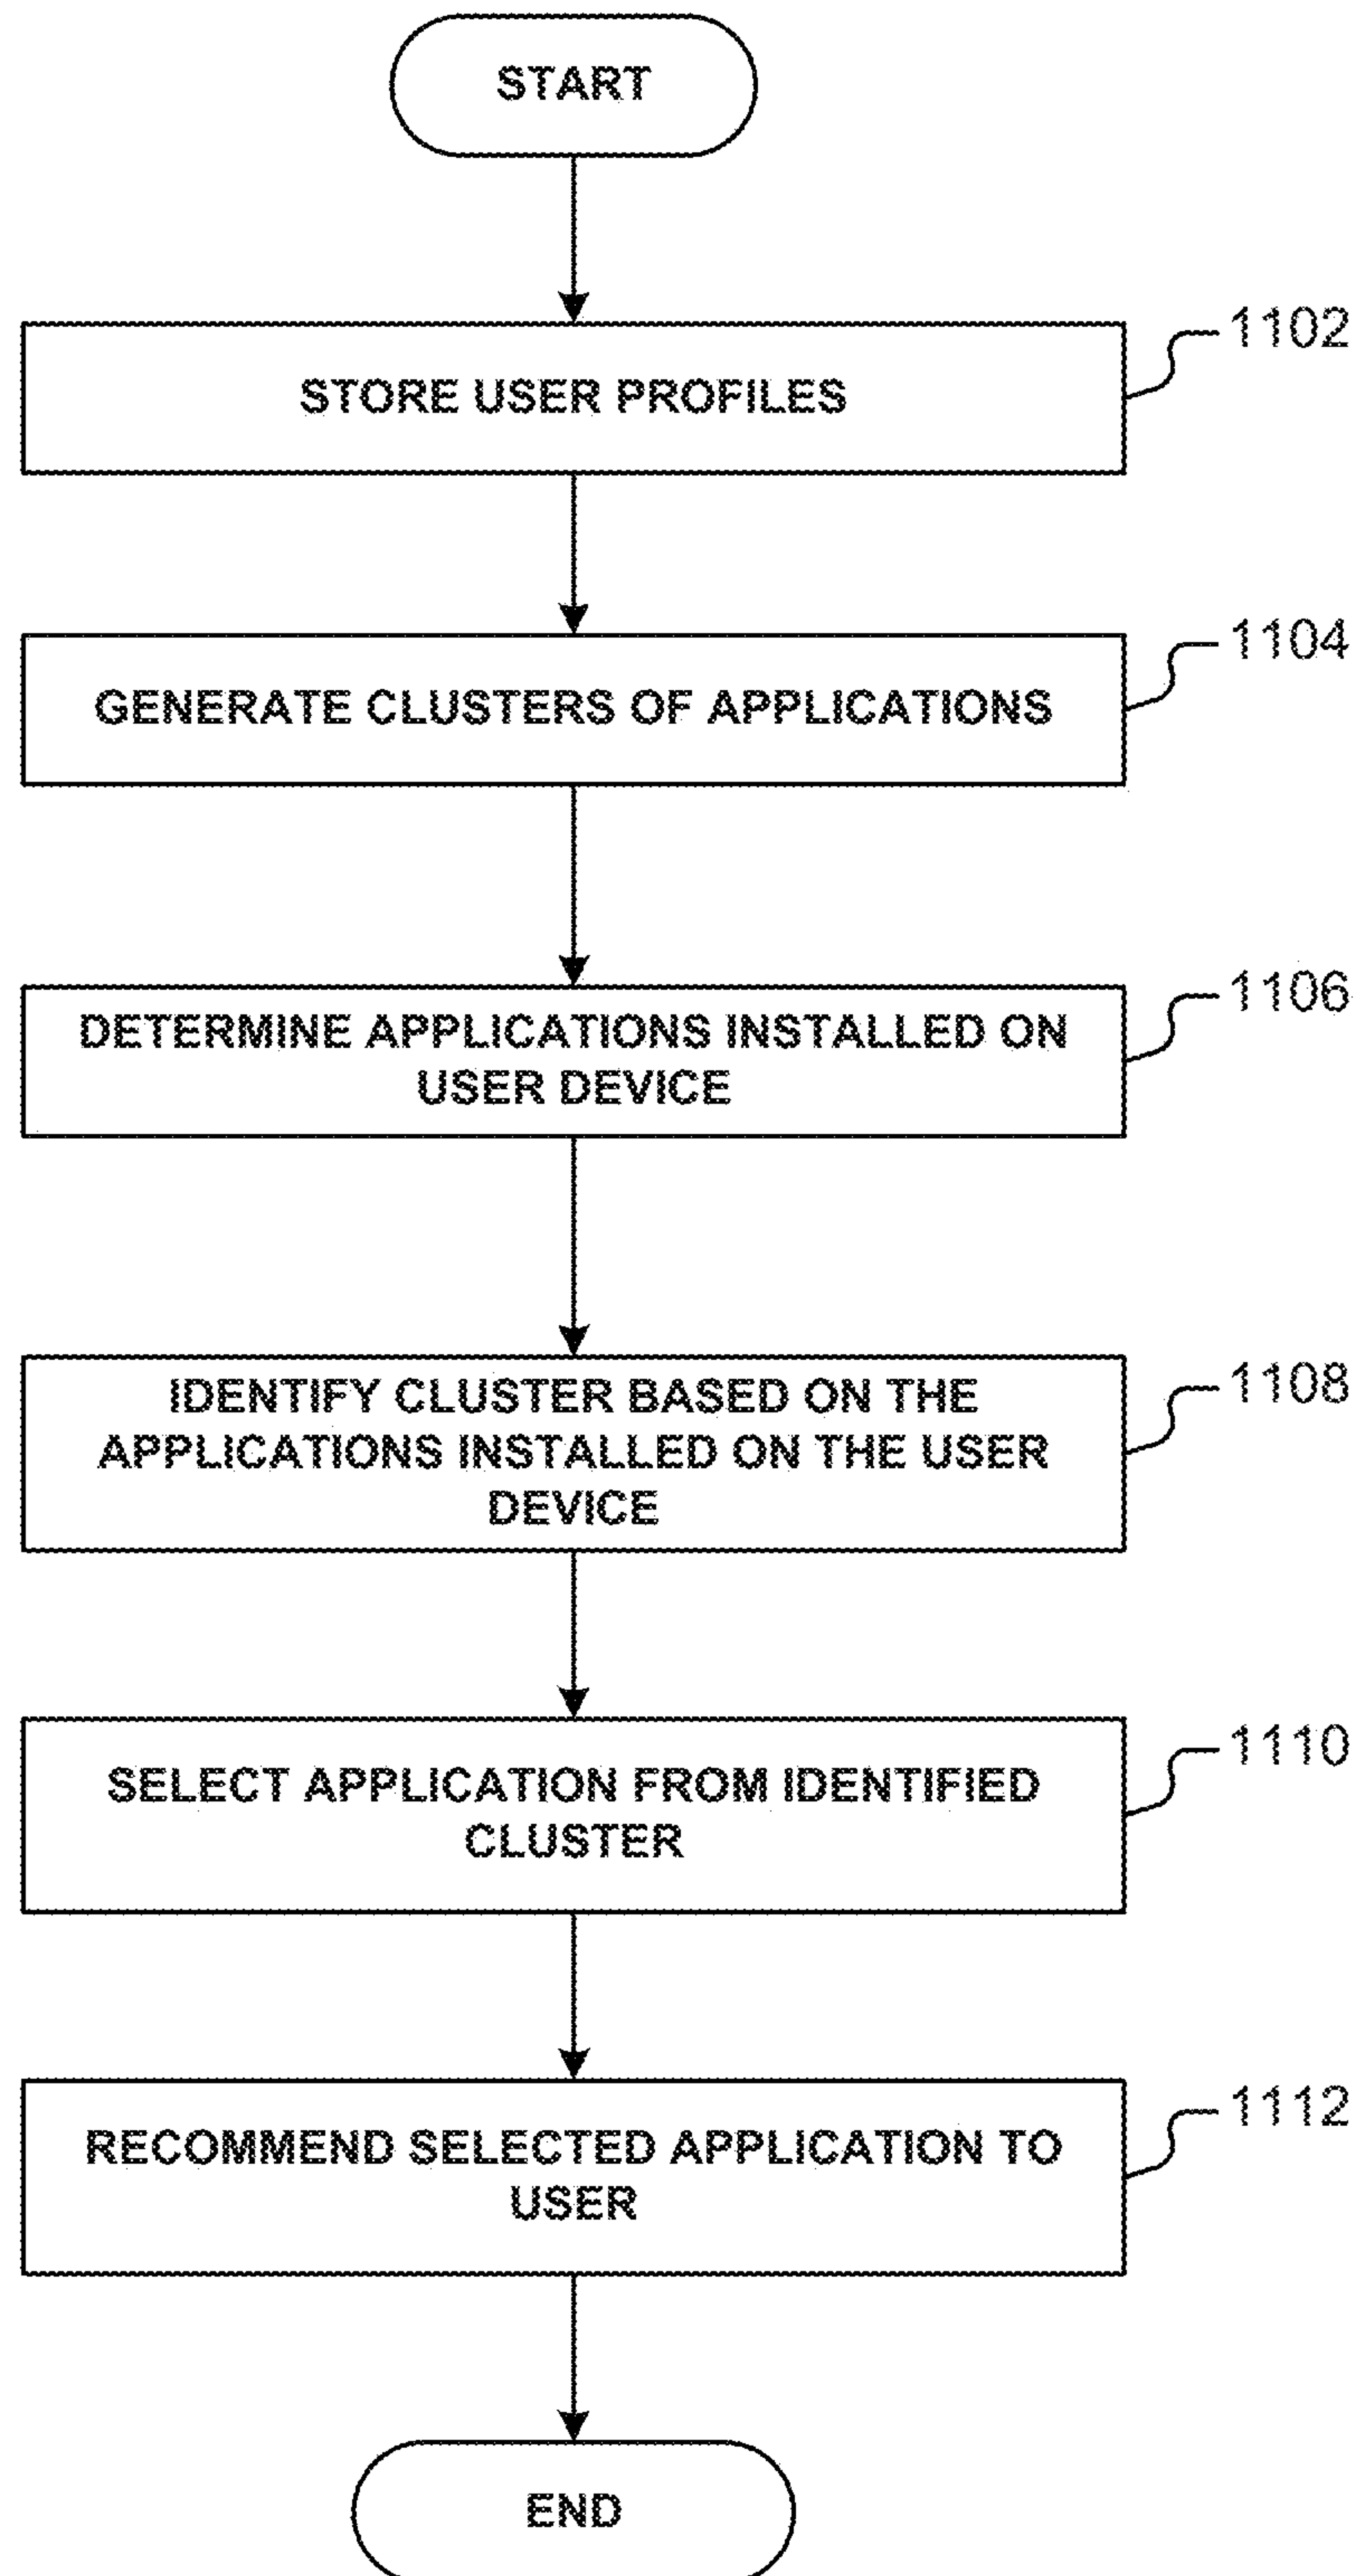 START
STORE USER PROFILES
1102
GENERATE CLUSTERS OF APPLICATIONS
1104
DETERMINE APPLICATIONS INSTALLED ON
USER DEVICE
1106
IDENTIFY CLUSTER BASED ON THE
APPLICATIONS INSTALLED ON THE USER
DEVICE
1108
SELECT APPLICATION FROM IDENTIFIED
CLUSTER
1110
RECOMMEND SELECTED APPLICATION TO
USER
1112
END